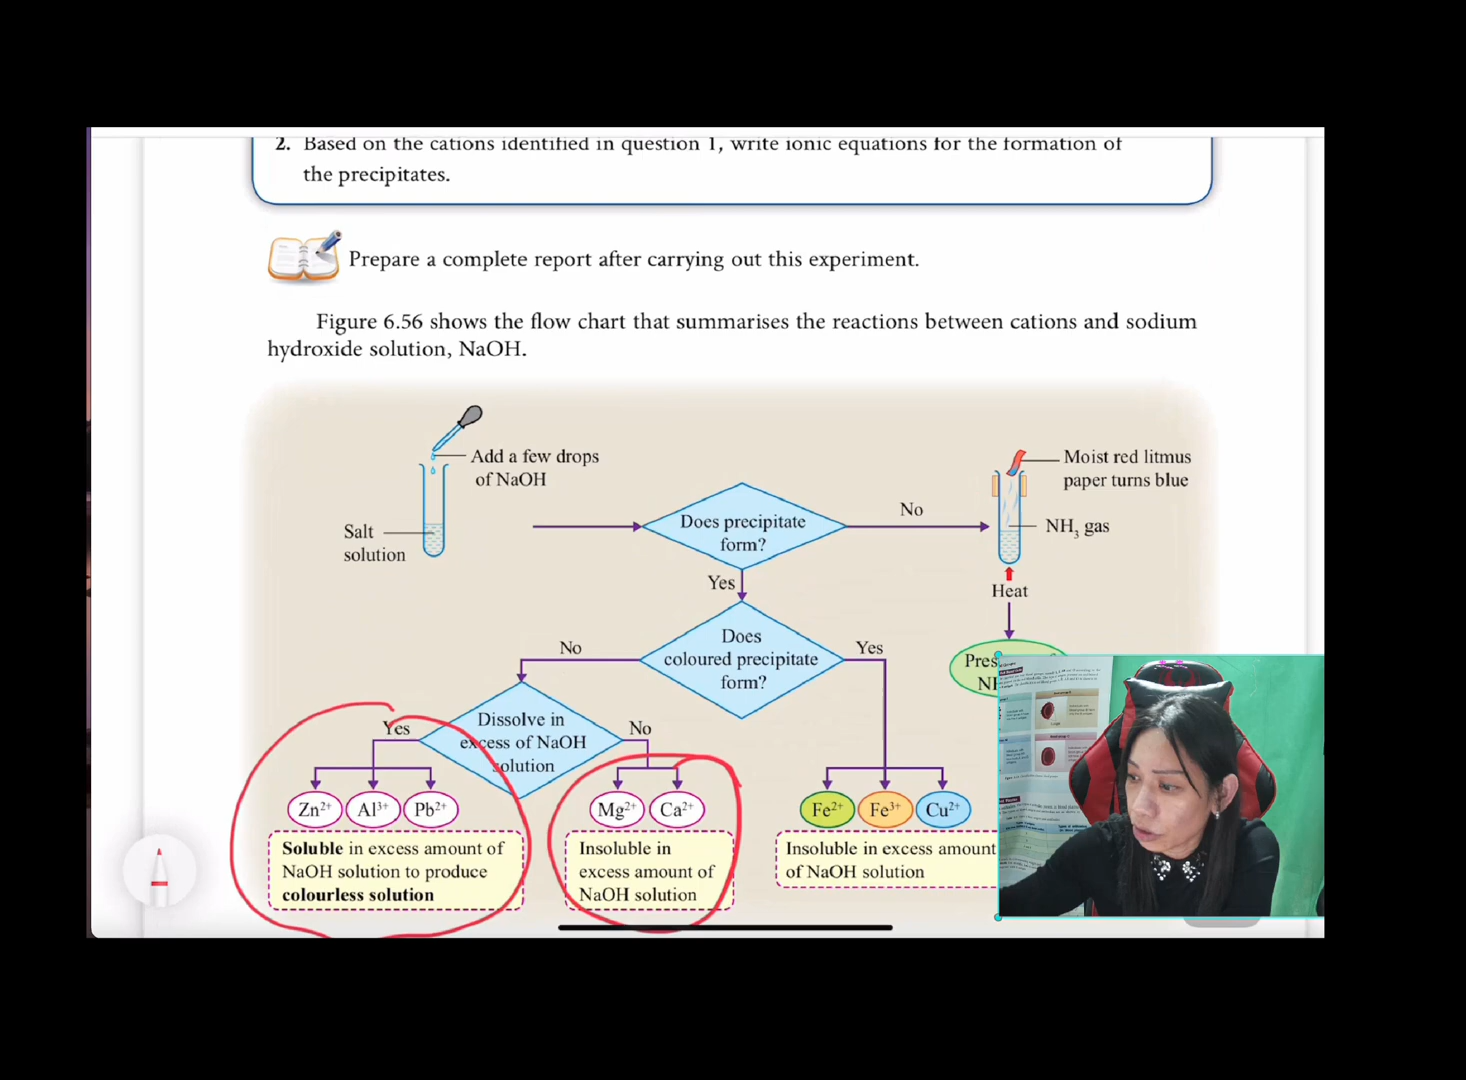 2. Based on the cations identified in question 1, write ionic equations for the formation of
the precipitates.
Prepare a complete report after carrying out this experiment.
Figure 6.56 shows the flow chart that summarises the reactions between cations and sodium
hydroxide solution, NaOH.
Add a few drops
of NaOH
Salt
solution
Does precipitate
form?
No
Moist red litmus
paper turns blue
NH₃ gas
Heat
Yes
Does
coloured precipitate
form?
No
Yes
Dissolve in
excess of NaOH
solution
Yes
No
Zn²⁺ Al³⁺ Pb²⁺
Soluble in excess amount of
NaOH solution to produce
colourless solution
Mg²⁺ Ca²⁺
Insoluble in
excess amount of
NaOH solution
Fe²⁺ Fe³⁺ Cu²⁺
Insoluble in excess amount
of NaOH solution